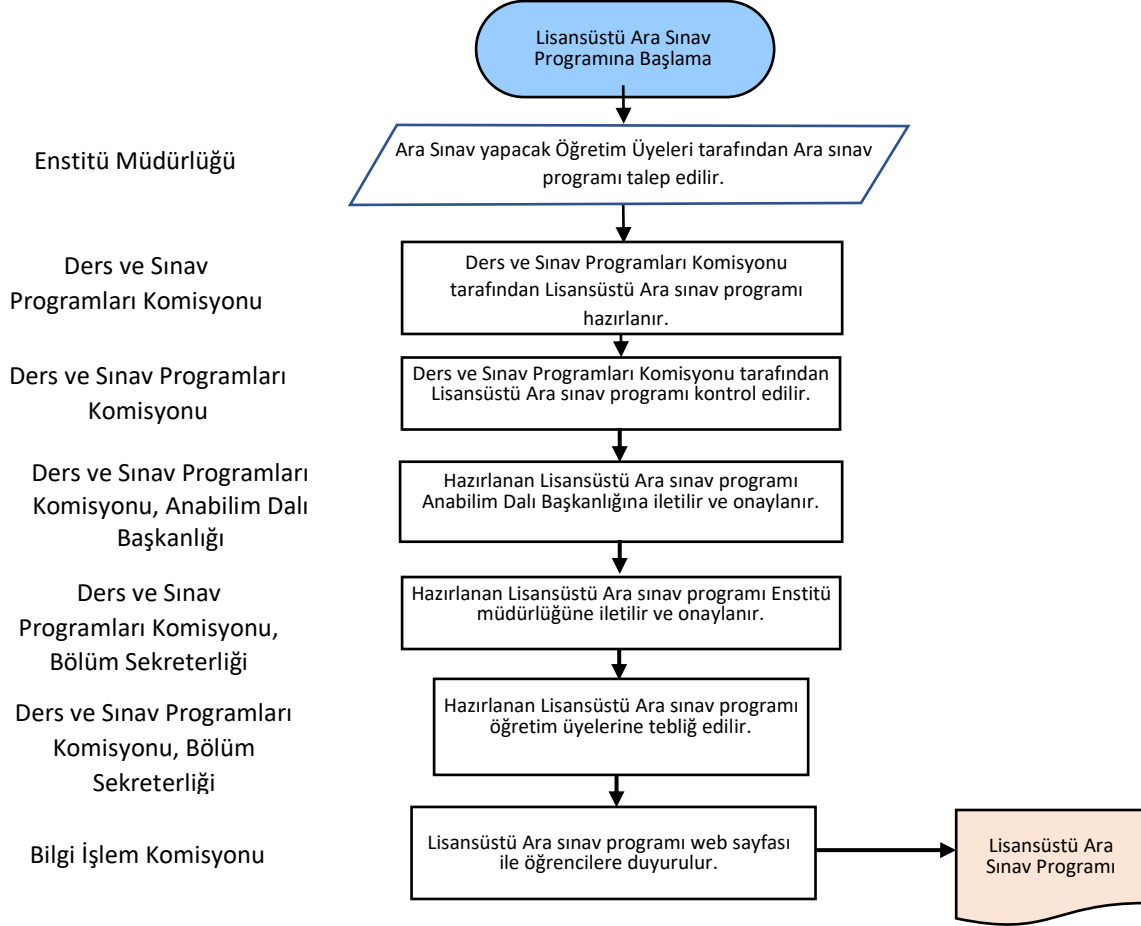 Lisansüstü Ara Sınav
Programına Başlama
Enstitü Müdürlüğü
Ara Sınav yapacak Öğretim Üyeleri tarafından Ara sınav
programı talep edilir.
Ders ve Sınav
Programları Komisyonu
Ders ve Sınav Programları Komisyonu
tarafından Lisansüstü Ara sınav programı
hazırlanır.
Ders ve Sınav Programları
Komisyonu
Ders ve Sınav Programları Komisyonu tarafından
Lisansüstü Ara sınav programı kontrol edilir.
Ders ve Sınav Programları
Komisyonu, Anabilim Dalı
Başkanlığı
Hazırlanan Lisansüstü Ara sınav programı
Anabilim Dalı Başkanlığına iletilir ve onaylanır.
Ders ve Sınav
Programları Komisyonu,
Bölüm Sekreterliği
Hazırlanan Lisansüstü Ara sınav programı Enstitü
müdürlüğüne iletilir ve onaylanır.
Ders ve Sınav Programları
Komisyonu, Bölüm
Sekreterliği
Hazırlanan Lisansüstü Ara sınav programı
öğretim üyelerine tebliğ edilir.
Bilgi İşlem Komisyonu
Lisansüstü Ara sınav programı web sayfası
ile öğrencilere duyurulur.
Lisansüstü Ara
Sınav Programı